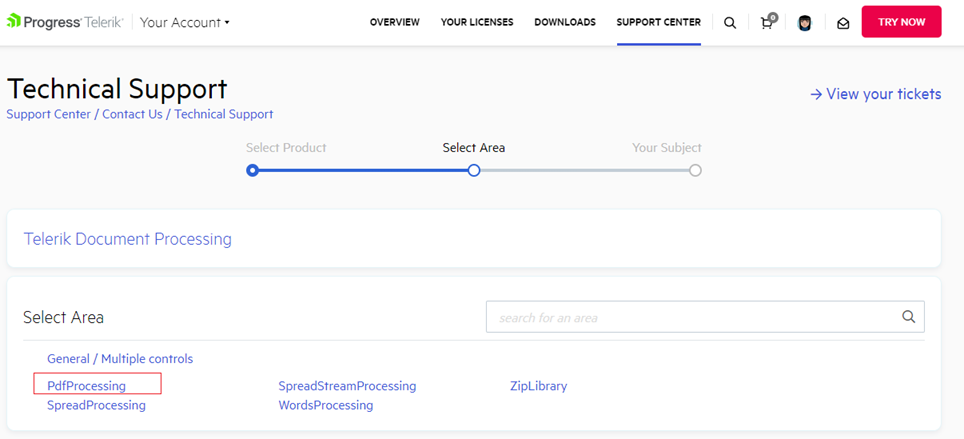 Progress Telerik Your Account OVERVIEW YOUR LICENSES DOWNLOADS SUPPORT CENTER 0 TRY NOW
Technical Support
→ View your tickets
Support Center / Contact Us / Technical Support
Select Product Select Area Your Subject
Telerik Document Processing
Select Area search for an area
General / Multiple controls
PdfProcessing SpreadStreamProcessing ZipLibrary
SpreadProcessing WordsProcessing